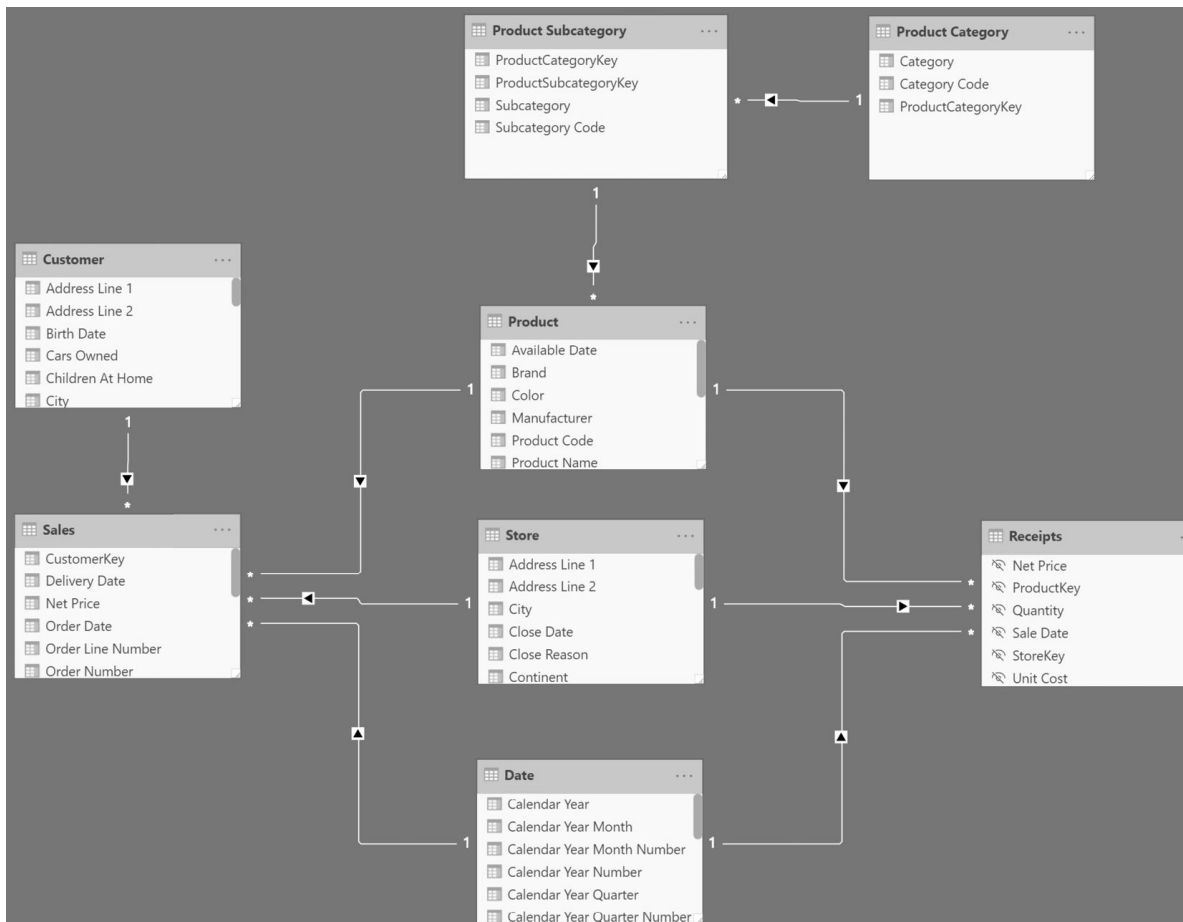 Product Subcategory
ProductCategoryKey
ProductSubcategoryKey
Subcategory
Subcategory Code
Product Category
Category
Category Code
ProductCategoryKey
*
1
1
*
Customer
Address Line 1
Address Line 2
Birth Date
Cars Owned
Children At Home
City
1
*
Product
Available Date
Brand
Color
Manufacturer
Product Code
Product Name
1
1
Sales
CustomerKey
Delivery Date
Net Price
Order Date
Order Line Number
Order Number
*
*
*
Store
Address Line 1
Address Line 2
City
Close Date
Close Reason
Continent
1
1
Receipts
Net Price
ProductKey
Quantity
Sale Date
StoreKey
Unit Cost
*
*
*
Date
Calendar Year
Calendar Year Month
Calendar Year Month Number
Calendar Year Number
Calendar Year Quarter
Calendar Year Quarter Number
1
1